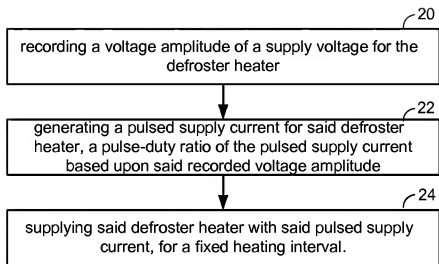 20
recording a voltage amplitude of a supply voltage for the
defroster heater
22
generating a pulsed supply current for said defroster
heater, a pulse-duty ratio of the pulsed supply current
based upon said recorded voltage amplitude
24
supplying said defroster heater with said pulsed supply
current, for a fixed heating interval.